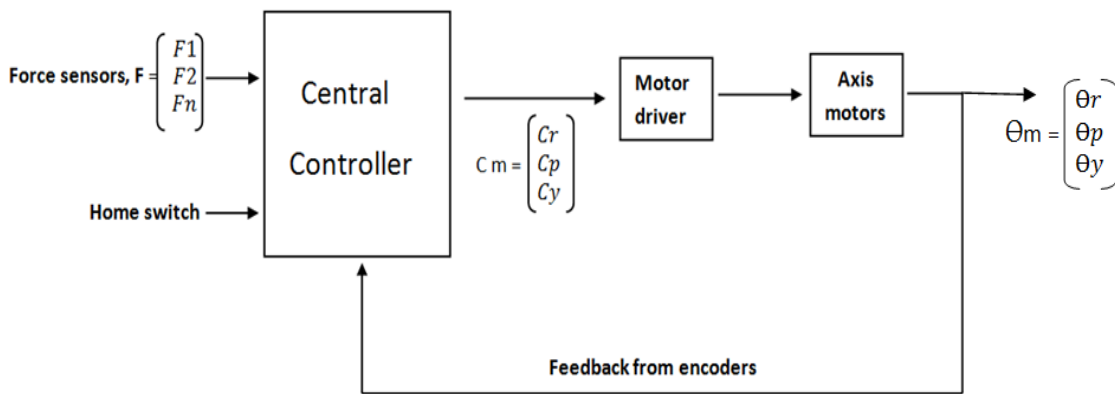 Force sensors, F = (F1 F2 Fn)
Home switch
Central
Controller
C m = (Cr Cp Cy)
Motor
driver
Axis
motors
Θm = (Θr Θp Θy)
Feedback from encoders